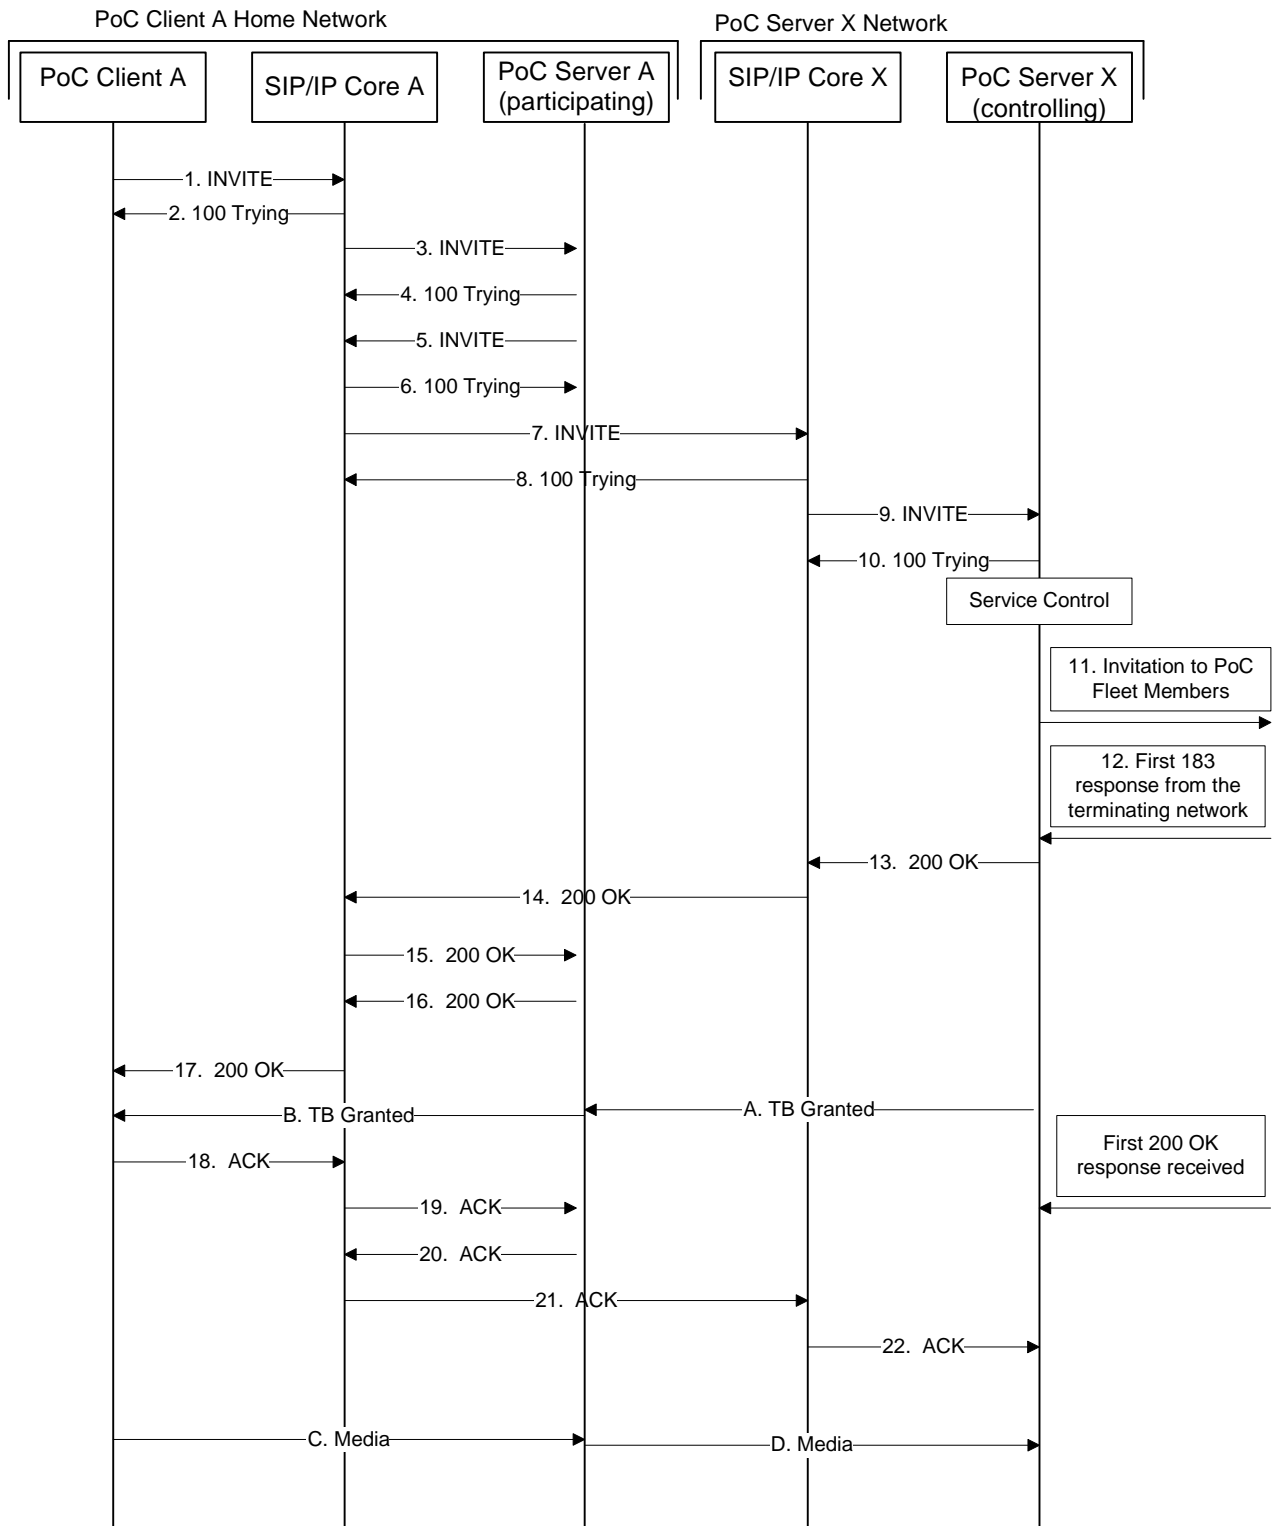 PoC Client A Home Network
PoC Server X Network
PoC Client A
SIP/IP Core A
PoC Server A
(participating)
SIP/IP Core X
PoC Server X
(controlling)
1. INVITE
2. 100 Trying
3. INVITE
4. 100 Trying
5. INVITE
6. 100 Trying
7. INVITE
8. 100 Trying
9. INVITE
10. 100 Trying
Service Control
11. Invitation to PoC
Fleet Members
12. First 183
response from the
terminating network
13. 200 OK
14. 200 OK
15. 200 OK
16. 200 OK
17. 200 OK
A. TB Granted
B. TB Granted
First 200 OK
response received
18. ACK
19. ACK
20. ACK
21. ACK
22. ACK
C. Media
D. Media